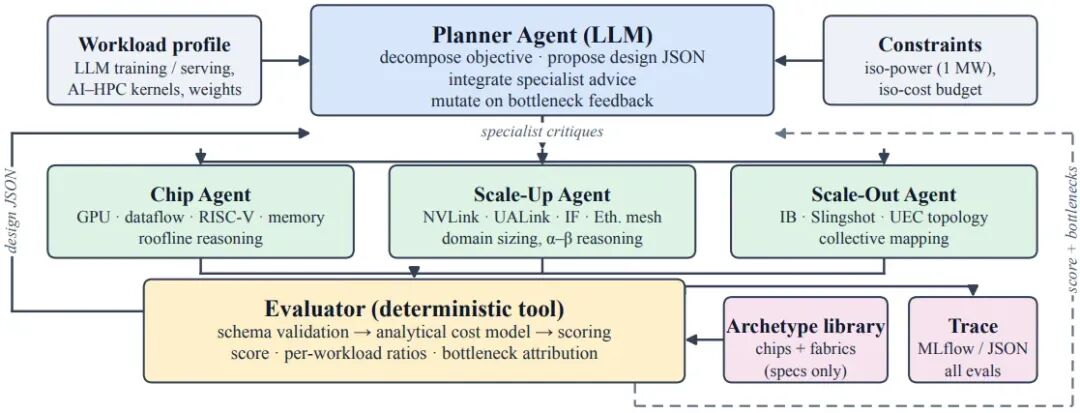 Workload profile
LLM training / serving,
AI–HPC kernels, weights
Planner Agent (LLM)
decompose objective · propose design JSON
integrate specialist advice
mutate on bottleneck feedback
Constraints
iso-power (1 MW),
iso-cost budget
specialist critiques
design JSON
Chip Agent
GPU · dataflow · RISC-V · memory
roofline reasoning
Scale-Up Agent
NVLink · UALink · IF · Eth. mesh
domain sizing, α–β reasoning
Scale-Out Agent
IB · Slingshot · UEC topology
collective mapping
score + bottlenecks
Evaluator (deterministic tool)
schema validation → analytical cost model → scoring
score · per-workload ratios · bottleneck attribution
Archetype library
chips + fabrics
(specs only)
Trace
MLflow / JSON
all evals